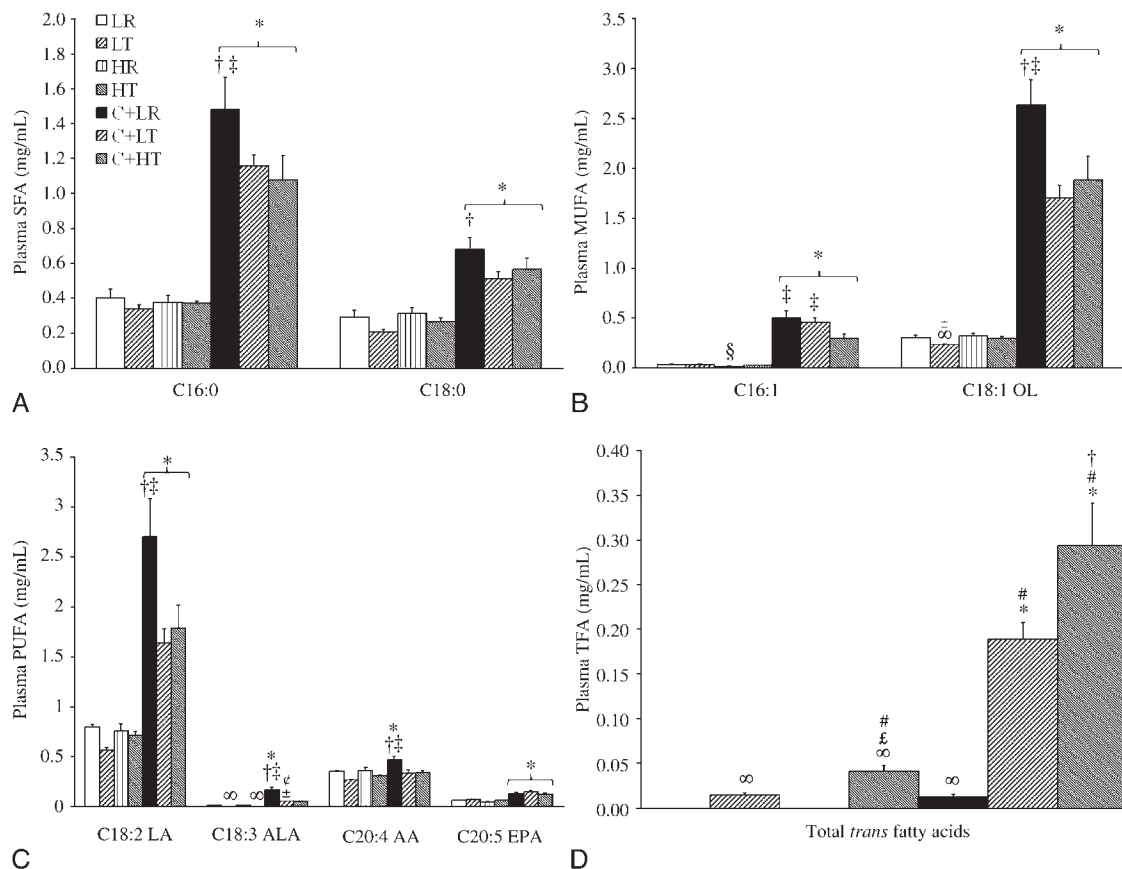 LR
LT
HR
HT
C+LR
C+LT
C+HT
Plasma SFA (mg/mL)
2.0
1.8
1.6
1.4
1.2
1.0
0.8
0.6
0.4
0.2
0.0
* † ‡
* †
C16:0 C18:0
A
Plasma MUFA (mg/mL)
3.5
3.0
2.5
2.0
1.5
1.0
0.5
0.0
§ * ‡ ‡
∞ * †‡
C16:1 C18:1 OL
B
Plasma PUFA (mg/mL)
3.5
3
2.5
2
1.5
1
0.5
0
* †‡
∞ ∞ * †‡ ¢ ±
* †‡
*
C18:2 LA C18:3 ALA C20:4 AA C20:5 EPA
C
Plasma TFA (mg/mL)
0.40
0.35
0.30
0.25
0.20
0.15
0.10
0.05
0.00
∞
#
£
∞
∞
#
*
†
#
*
Total trans fatty acids
D